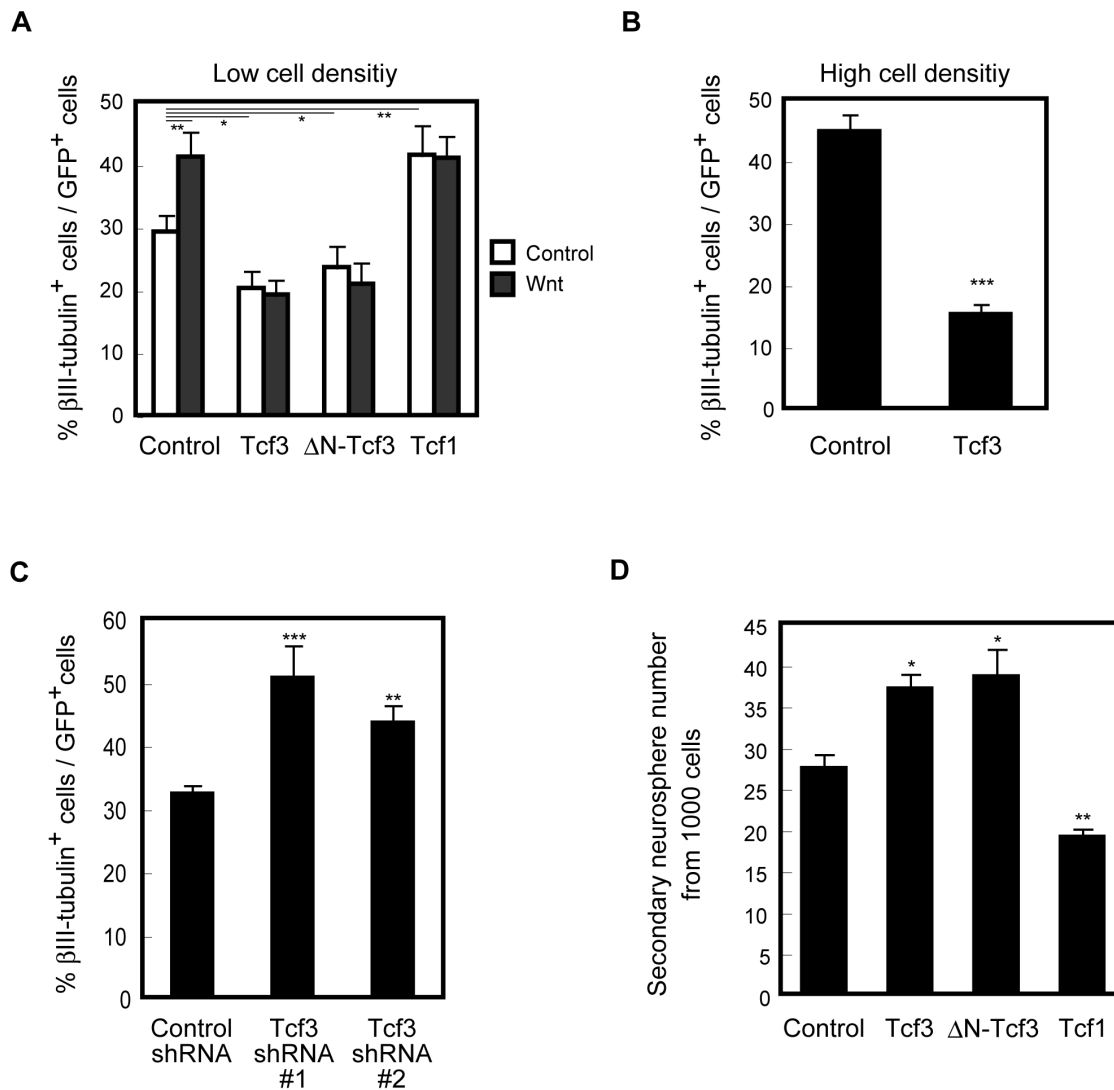 A
Low cell densitiy
% βIII-tubulin+ cells / GFP+ cells
50
40
30
20
10
0
**
*
*
**
Control
Tcf3
ΔN-Tcf3
Tcf1
Control
Wnt
B
High cell densitiy
% βIII-tubulin+ cells / GFP+ cells
50
40
30
20
10
0
***
Control
Tcf3
C
% βIII-tubulin+ cells / GFP+cells
60
50
40
30
20
10
0
***
**
Control
shRNA
Tcf3
shRNA
#1
Tcf3
shRNA
#2
D
Secondary neurosphere number
from 1000 cells
45
40
35
30
25
20
15
10
5
0
*
*
**
Control
Tcf3
ΔN-Tcf3
Tcf1